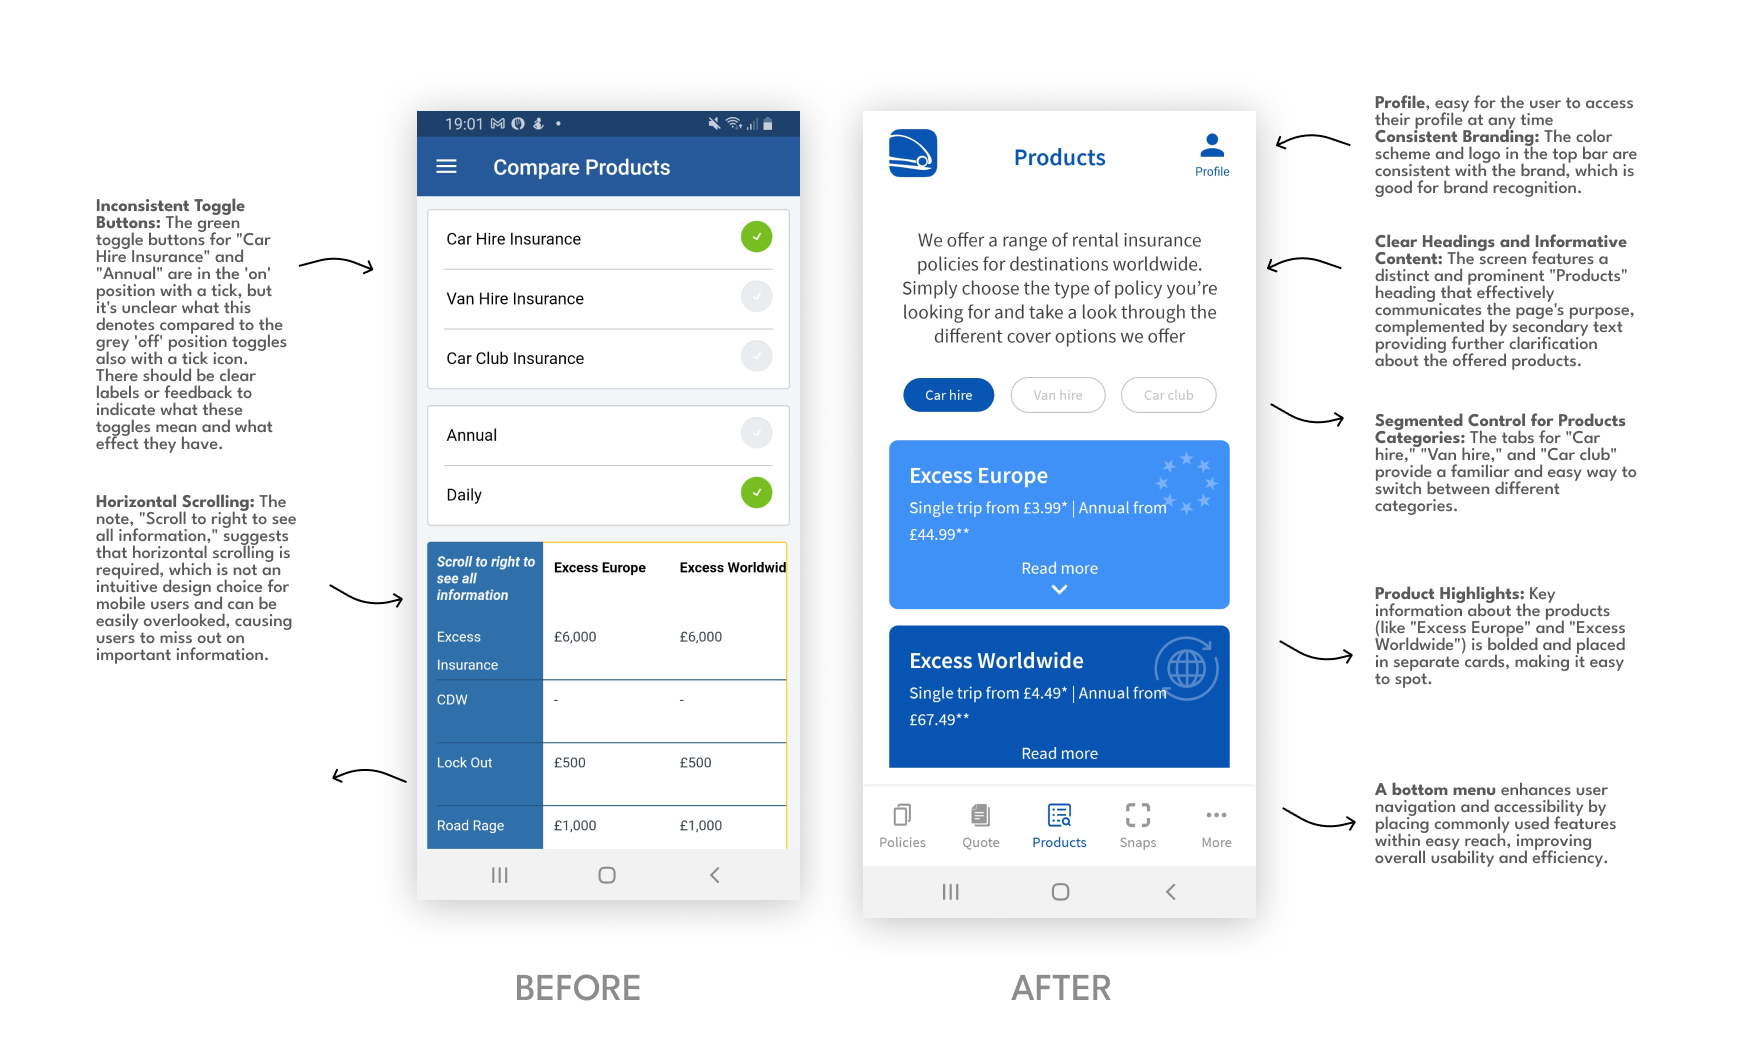 Inconsistent Toggle
Buttons: The green
toggle buttons for "Car
Hire Insurance" and
"Annual" are in the 'on'
position with a tick, but
it's unclear what this
denotes compared to the
grey 'off' position toggles
also with a tick icon.
There should be clear
labels or feedback to
indicate what these
toggles mean and what
effect they have.
Horizontal Scrolling: The
note, "Scroll to right to see
all information," suggests
that horizontal scrolling is
required, which is not an
intuitive design choice for
mobile users and can be
easily overlooked, causing
users to miss out on
important information.
19:01
Compare Products
Car Hire Insurance
Van Hire Insurance
Car Club Insurance
Annual
Daily
Scroll to right to
see all
information
Excess Europe
Excess Worldwid
Excess
Insurance
£6,000
£6,000
CDW
-
-
Lock Out
£500
£500
Road Rage
£1,000
£1,000
BEFORE
Products
Profile
We offer a range of rental insurance
policies for destinations worldwide.
Simply choose the type of policy you're
looking for and take a look through the
different cover options we offer
Car hire
Van hire
Car club
Excess Europe
Single trip from £3.99* | Annual from
£44.99**
Read more
Excess Worldwide
Single trip from £4.49* | Annual from
£67.49**
Read more
Policies
Quote
Products
Snaps
More
AFTER
Profile, easy for the user to access
their profile at any time
Consistent Branding: The color
scheme and logo in the top bar are
consistent with the brand, which is
good for brand recognition.
Clear Headings and Informative
Content: The screen features a
distinct and prominent "Products"
heading that effectively
communicates the page's purpose,
complemented by secondary text
providing further clarification
about the offered products.
Segmented Control for Products
Categories: The tabs for "Car
hire," "Van hire," and "Car club"
provide a familiar and easy way to
switch between different
categories.
Product Highlights: Key
information about the products
(like "Excess Europe" and "Excess
Worldwide") is bolded and placed
in separate cards, making it easy
to spot.
A bottom menu enhances user
navigation and accessibility by
placing commonly used features
within easy reach, improving
overall usability and efficiency.